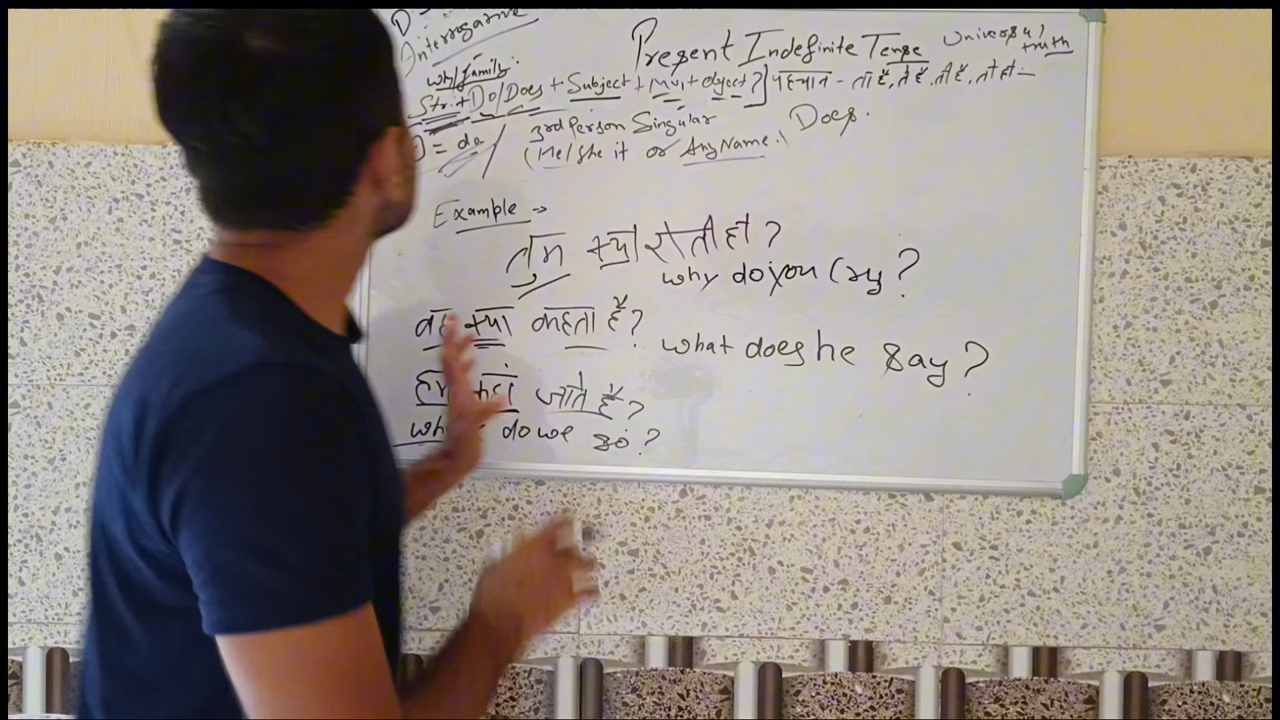 D
Interrogative
Present Indefinite Tense
Universal truth
Wh/family.
Str:+Do/Does + Subject + Mv1 + object?] पहचान - ता है, ते हैं, ती है, ता हो -
= do
3rd Person Singular
(He/She it or Any Name.)
Does.
Example →
तुम क्यों रोती हो?
why do you Cry?
वह क्या कहता है?
what does he say?
हम कहां जाते हैं?
do we go?